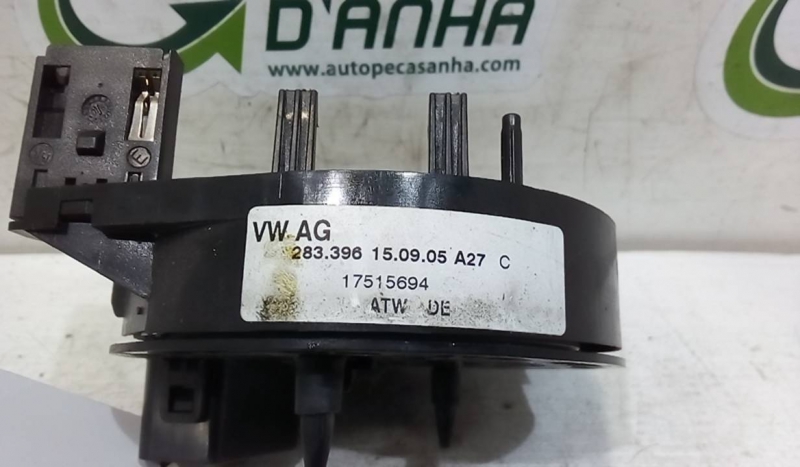 D'ANHA
www.autopecasanha.com
VW AG
283.396 15.09.05 A27 C
17515694
ATW DE
E